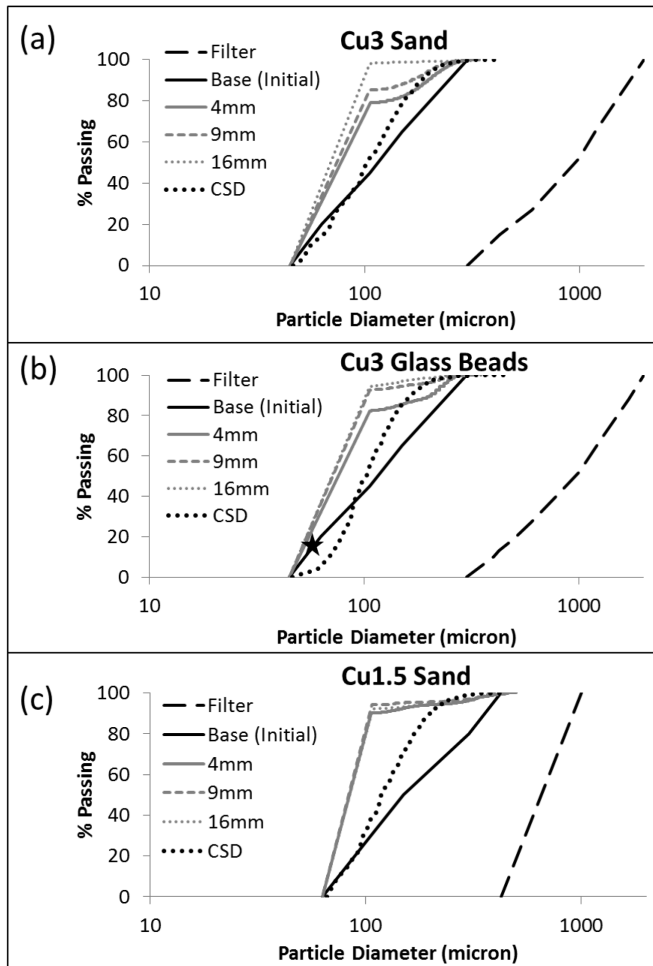 (a)
Cu3 Sand
Filter
Base (Initial)
4mm
9mm
16mm
CSD
% Passing
100
80
60
40
20
0
10
100
1000
Particle Diameter (micron)
(b)
Cu3 Glass Beads
Filter
Base (Initial)
4mm
9mm
16mm
CSD
% Passing
100
80
60
40
20
0
10
100
1000
Particle Diameter (micron)
(c)
Cu1.5 Sand
Filter
Base (Initial)
4mm
9mm
16mm
CSD
% Passing
100
80
60
40
20
0
10
100
1000
Particle Diameter (micron)